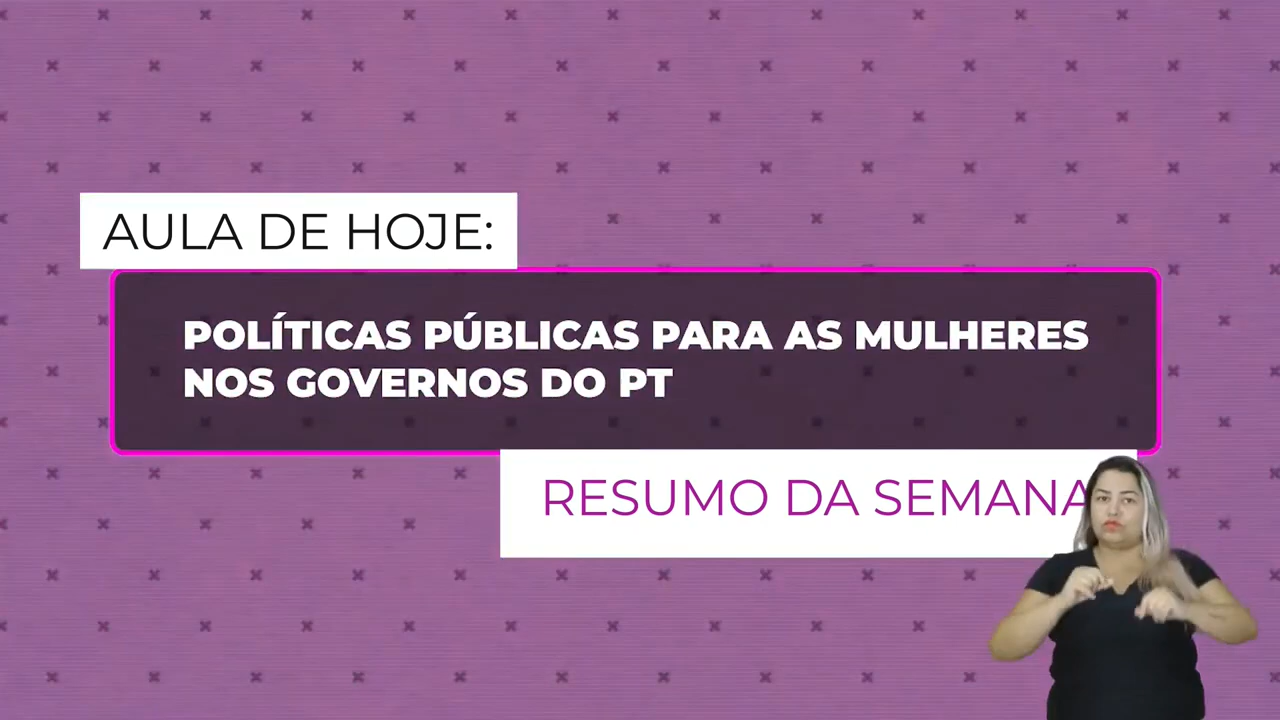 AULA DE HOJE:
POLÍTICAS PÚBLICAS PARA AS MULHERES
NOS GOVERNOS DO PT
RESUMO DA SEMANA